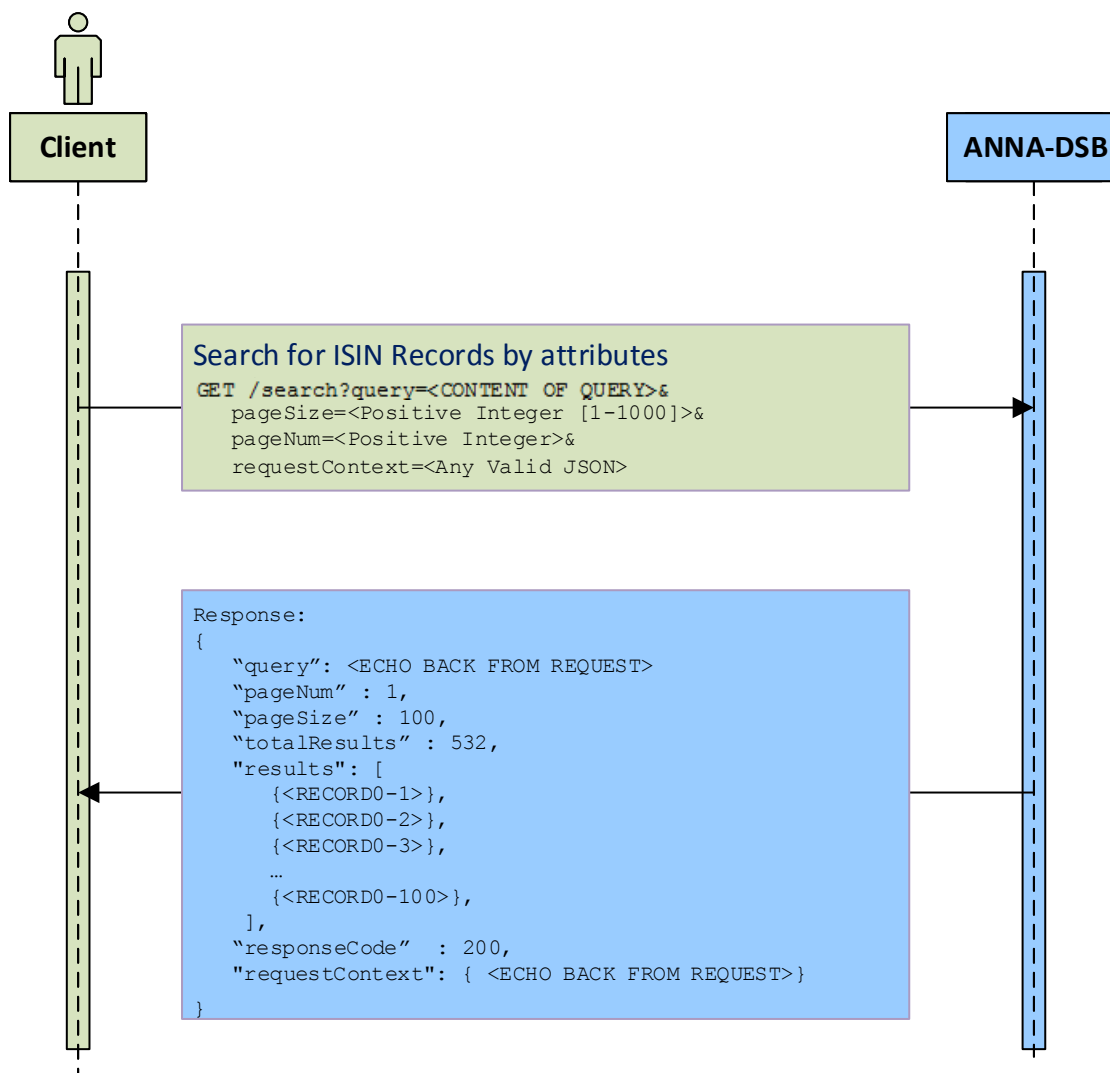 Client
ANNA-DSB
Search for ISIN Records by attributes
GET /search?query=<CONTENT OF QUERY>&
pageSize=<Positive Integer [1-1000]>&
pageNum=<Positive Integer>&
requestContext=<Any Valid JSON>
Response:
{
“query”: <ECHO BACK FROM REQUEST>
“pageNum” : 1,
“pageSize” : 100,
“totalResults” : 532,
"results": [
{<RECORD0-1>},
{<RECORD0-2>},
{<RECORD0-3>},
…
{<RECORD0-100>},
],
“responseCode”  : 200,
"requestContext": { <ECHO BACK FROM REQUEST>}
}